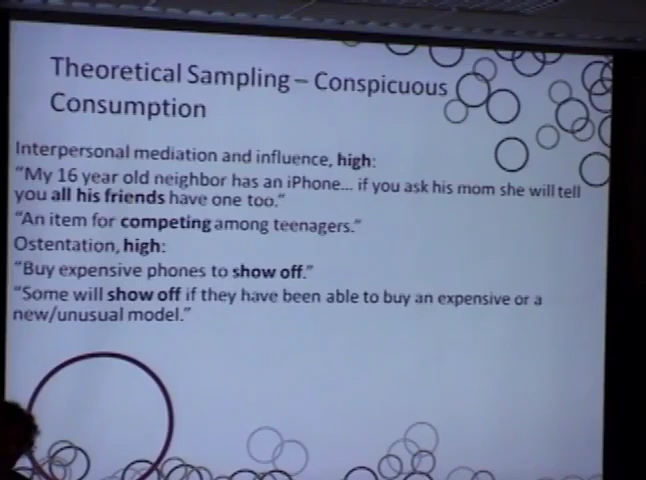 Theoretical Sampling – Conspicuous
Consumption
Interpersonal mediation and influence, high:
"My 16 year old neighbor has an iPhone... if you ask his mom she will tell
you all his friends have one too."
"An item for competing among teenagers."
Ostentation, high:
"Buy expensive phones to show off."
"Some will show off if they have been able to buy an expensive or a
new/unusual model."